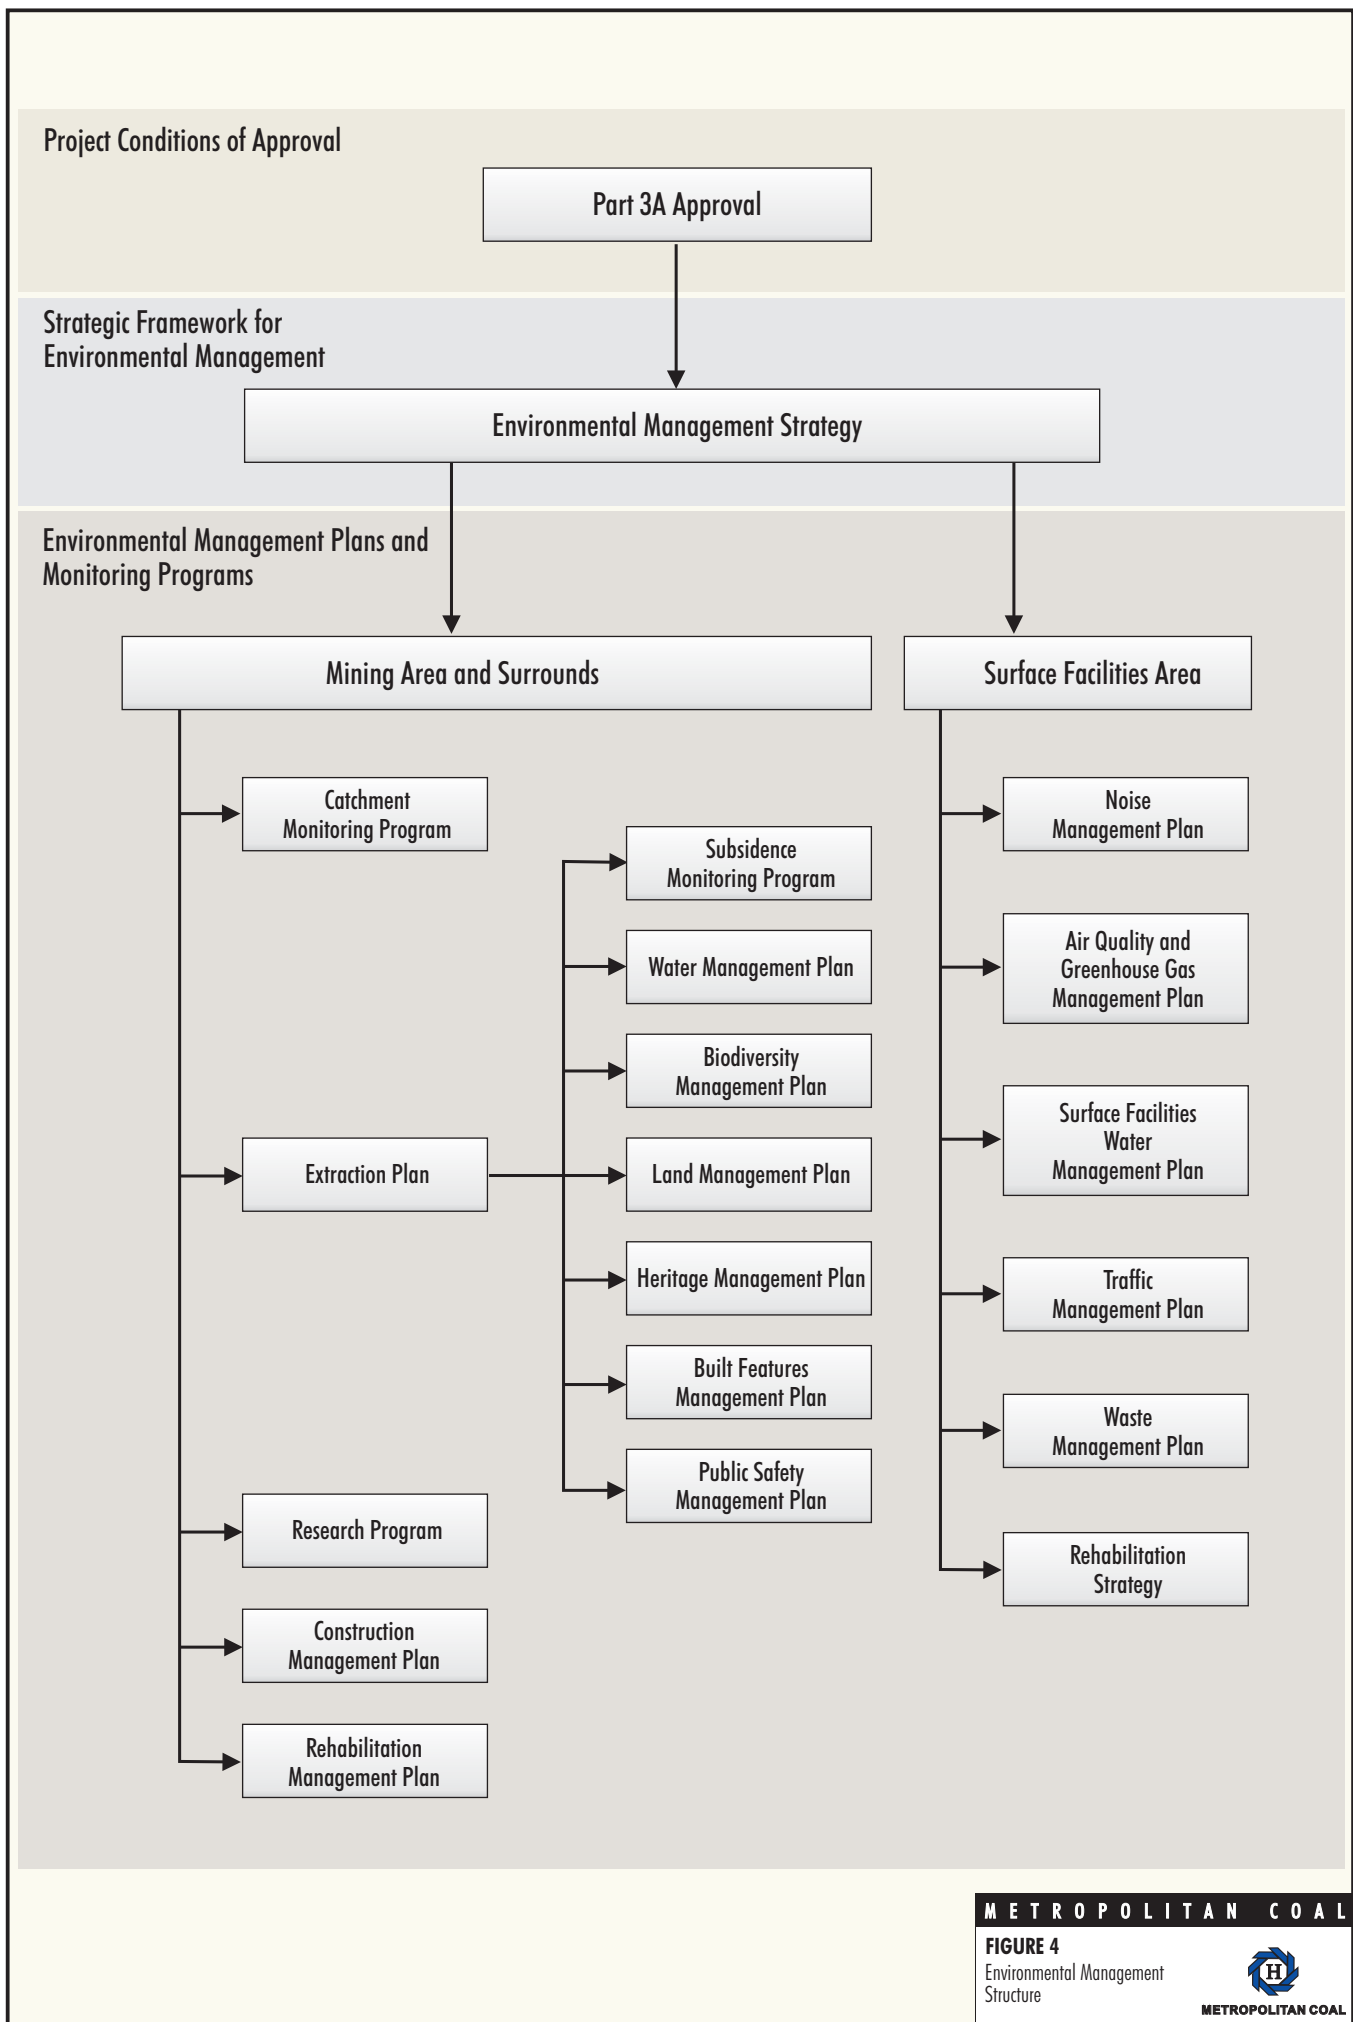 Project Conditions of Approval
Part 3A Approval
Strategic Framework for
Environmental Management
Environmental Management Strategy
Environmental Management Plans and
Monitoring Programs
Mining Area and Surrounds
Catchment
Monitoring Program
Extraction Plan
Research Program
Construction
Management Plan
Rehabilitation
Management Plan
Subsidence
Monitoring Program
Water Management Plan
Biodiversity
Management Plan
Land Management Plan
Heritage Management Plan
Built Features
Management Plan
Public Safety
Management Plan
Surface Facilities Area
Noise
Management Plan
Air Quality and
Greenhouse Gas
Management Plan
Surface Facilities
Water
Management Plan
Traffic
Management Plan
Waste
Management Plan
Rehabilitation
Strategy
METROPOLITAN COAL
FIGURE 4
Environmental Management
Structure
H
METROPOLITAN COAL